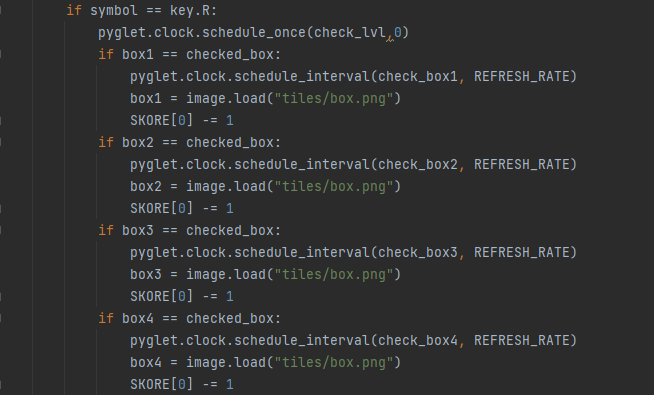 if symbol == key.R:
pyglet.clock.schedule_once(check_lvl,0)
if box1 == checked_box:
pyglet.clock.schedule_interval(check_box1, REFRESH_RATE)
box1 = image.load("tiles/box.png")
SKORE[0] -= 1
if box2 == checked_box:
pyglet.clock.schedule_interval(check_box2, REFRESH_RATE)
box2 = image.load("tiles/box.png")
SKORE[0] -= 1
if box3 == checked_box:
pyglet.clock.schedule_interval(check_box3, REFRESH_RATE)
box3 = image.load("tiles/box.png")
SKORE[0] -= 1
if box4 == checked_box:
pyglet.clock.schedule_interval(check_box4, REFRESH_RATE)
box4 = image.load("tiles/box.png")
SKORE[0] -= 1